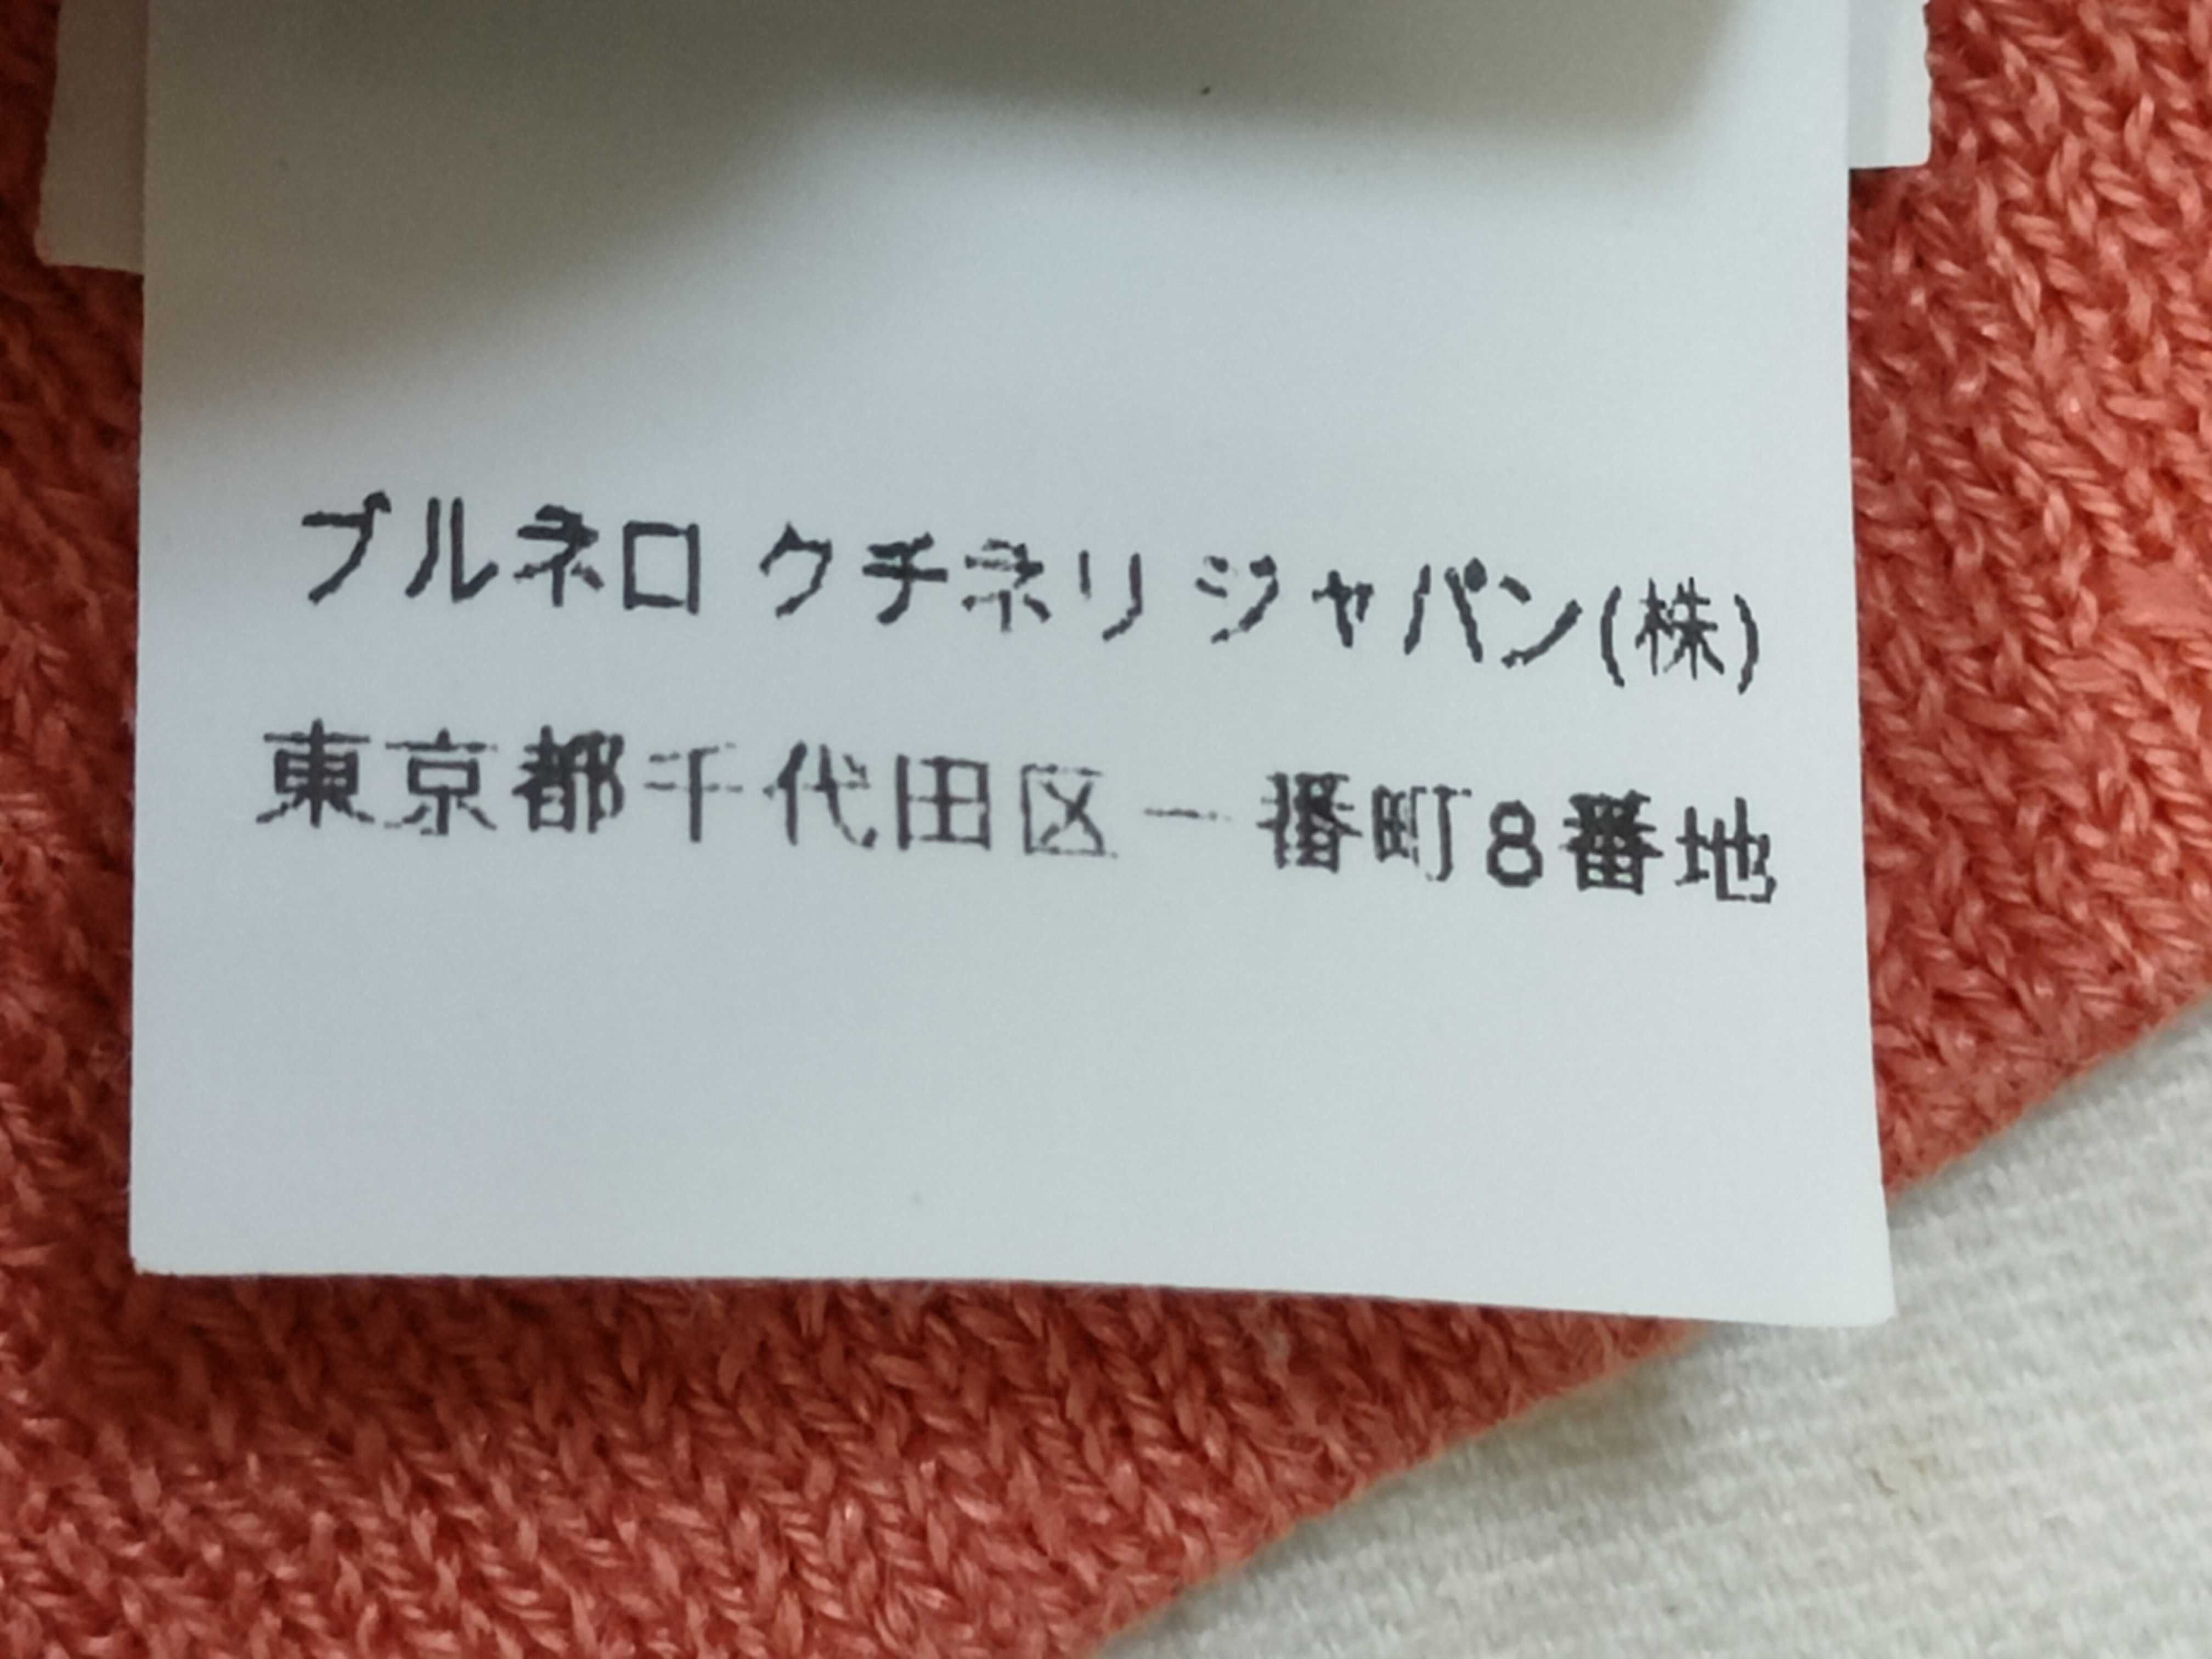 ブルネロ クチネリ ジャパン(株)
東京都千代田区一番町8番地